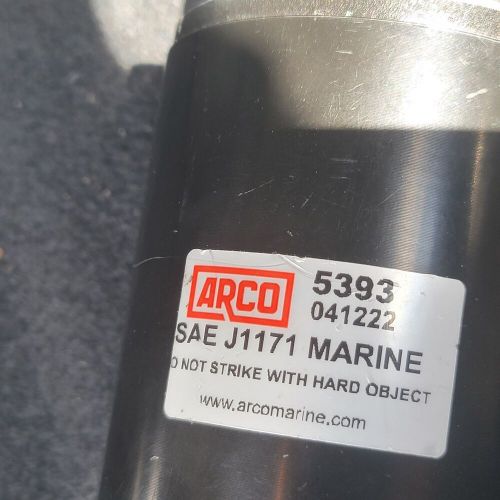 ARCO
5393
041222
SAE J1171 MARINE
O NOT STRIKE WITH HARD OBJECT
www.arcomarine.com